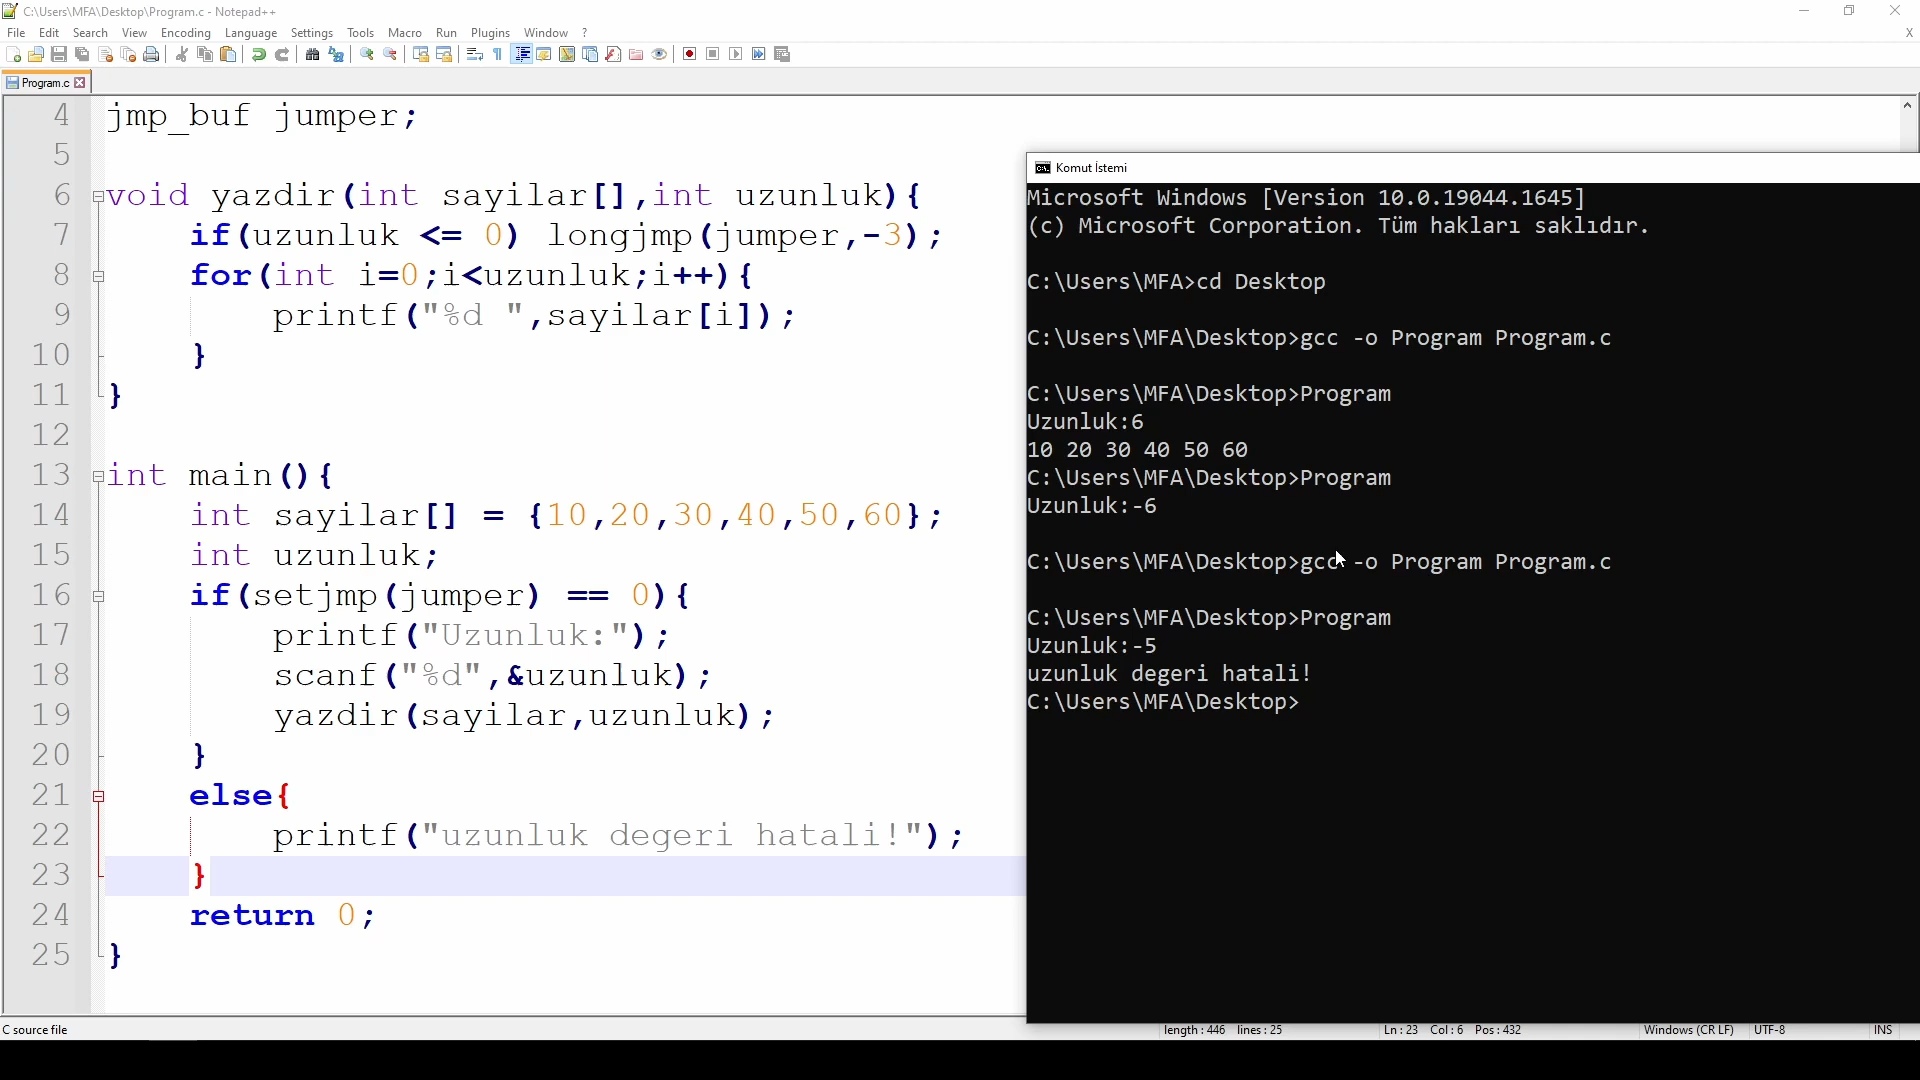 C:\Users\MFA\Desktop\Program.c - Notepad++
File Edit Search View Encoding Language Settings Tools Macro Run Plugins Window ? X
Program.c
4 jmp_buf jumper;
5
6 void yazdir(int sayilar[],int uzunluk){
7 if(uzunluk <= 0) longjmp(jumper,-3);
8 for(int i=0;i<uzunluk;i++){
9 printf("%d ",sayilar[i]);
10 }
11 }
12
13 int main(){
14 int sayilar[] = {10,20,30,40,50,60};
15 int uzunluk;
16 if(setjmp(jumper) == 0){
17 printf("Uzunluk:");
18 scanf("%d",&uzunluk);
19 yazdir(sayilar,uzunluk);
20 }
21 else{
22 printf("uzunluk degeri hatali!");
23 }
24 return 0;
25 }
Komut İstemi
Microsoft Windows [Version 10.0.19044.1645]
(c) Microsoft Corporation. Tüm hakları saklıdır.
C:\Users\MFA>cd Desktop
C:\Users\MFA\Desktop>gcc -o Program Program.c
C:\Users\MFA\Desktop>Program
Uzunluk:6
10 20 30 40 50 60
C:\Users\MFA\Desktop>Program
Uzunluk:-6
C:\Users\MFA\Desktop>gcc -o Program Program.c
C:\Users\MFA\Desktop>Program
Uzunluk:-5
uzunluk degeri hatali!
C:\Users\MFA\Desktop>
C source file length : 446 lines : 25 Ln : 23 Col : 6 Pos : 432 Windows (CR LF) UTF-8 INS